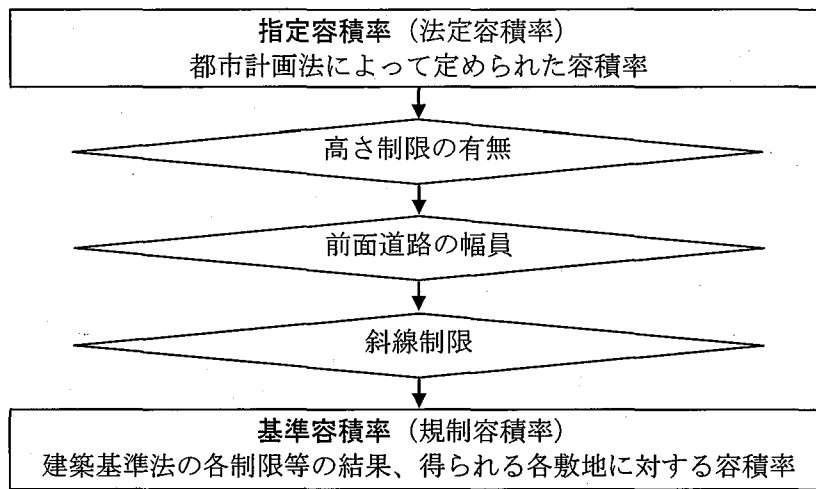 指定容積率（法定容積率）
都市計画法によって定められた容積率
高さ制限の有無
前面道路の幅員
斜線制限
基準容積率（規制容積率）
建築基準法の各制限等の結果、得られる各敷地に対する容積率